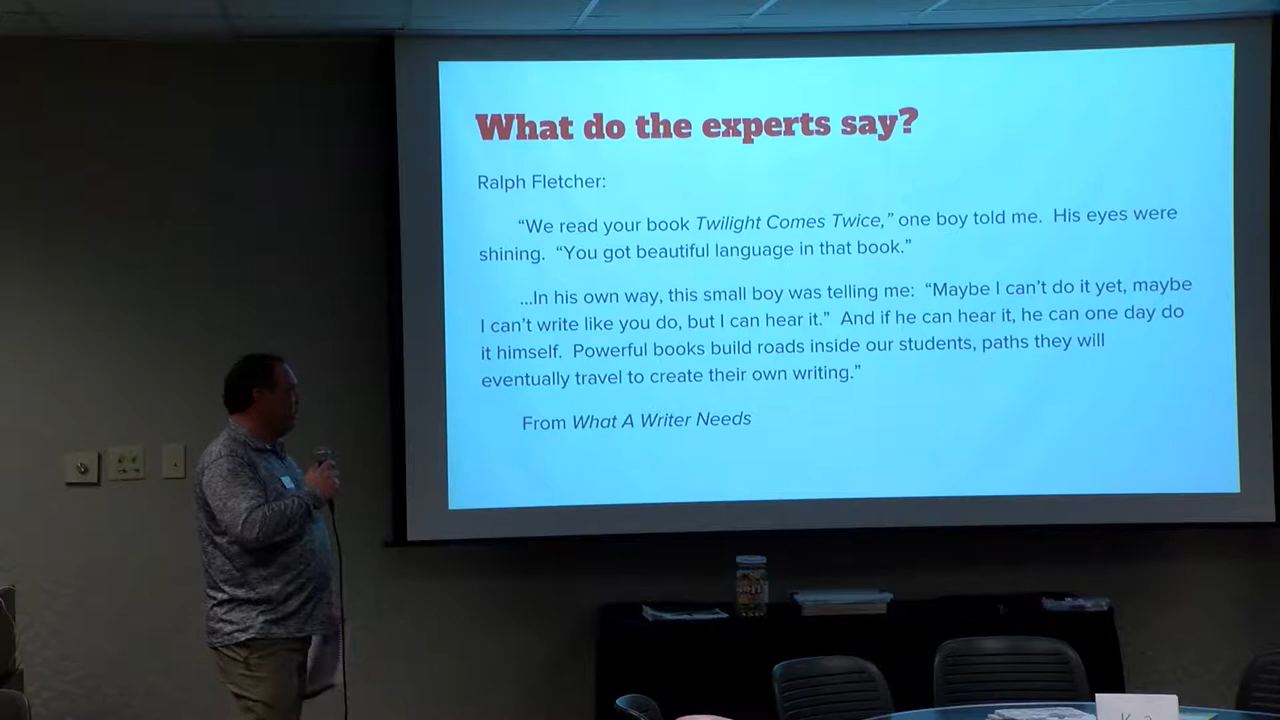 What do the experts say?
Ralph Fletcher:
“We read your book Twilight Comes Twice,” one boy told me. His eyes were
shining. “You got beautiful language in that book.”
...In his own way, this small boy was telling me: “Maybe I can’t do it yet, maybe
I can’t write like you do, but I can hear it.” And if he can hear it, he can one day do
it himself. Powerful books build roads inside our students, paths they will
eventually travel to create their own writing.”
From What A Writer Needs